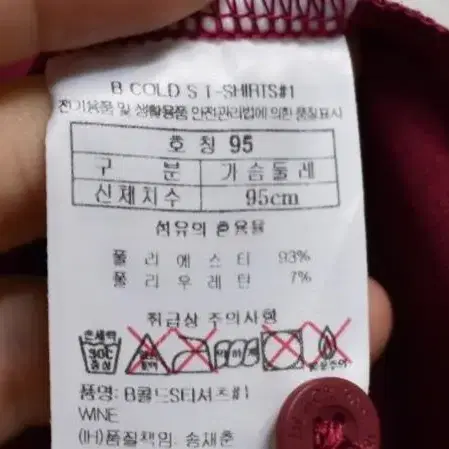 B COLD S T-SHIRTS#1
전기용품 및 생활용품 안전관리법에 의한 품질표시
호 칭 95
구 분 가슴둘레
신체치수 95cm
섬유의 혼용율
폴 리 에 스 터 93%
폴 리 우 레 탄 7%
취급상 주의사항
손세탁
30℃
중성
품명: B콜드S티셔츠#1
WINE
(IH)품질책임: 송재춘